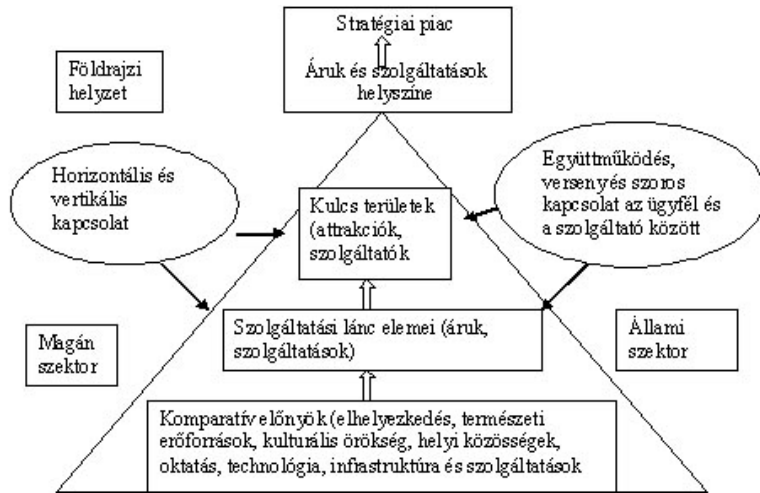 Stratégiai piac
Áruk és szolgáltatások
helyszíne
Földrajzi
helyzet
Horizontális és
vertikális
kapcsolat
Együttműködés,
verseny és szoros
kapcsolat az ügyfél és
a szolgáltató között
Kulcs területek
(attrakciók,
szolgáltatók
Szolgáltatási lánc elemei (áruk,
szolgáltatások)
Magán
szektor
Állami
szektor
Komparatív előnyök (elhelyezkedés, természeti
erőforrások, kulturális örökség, helyi közösségek,
oktatás, technológia, infrastruktúra és szolgáltatások